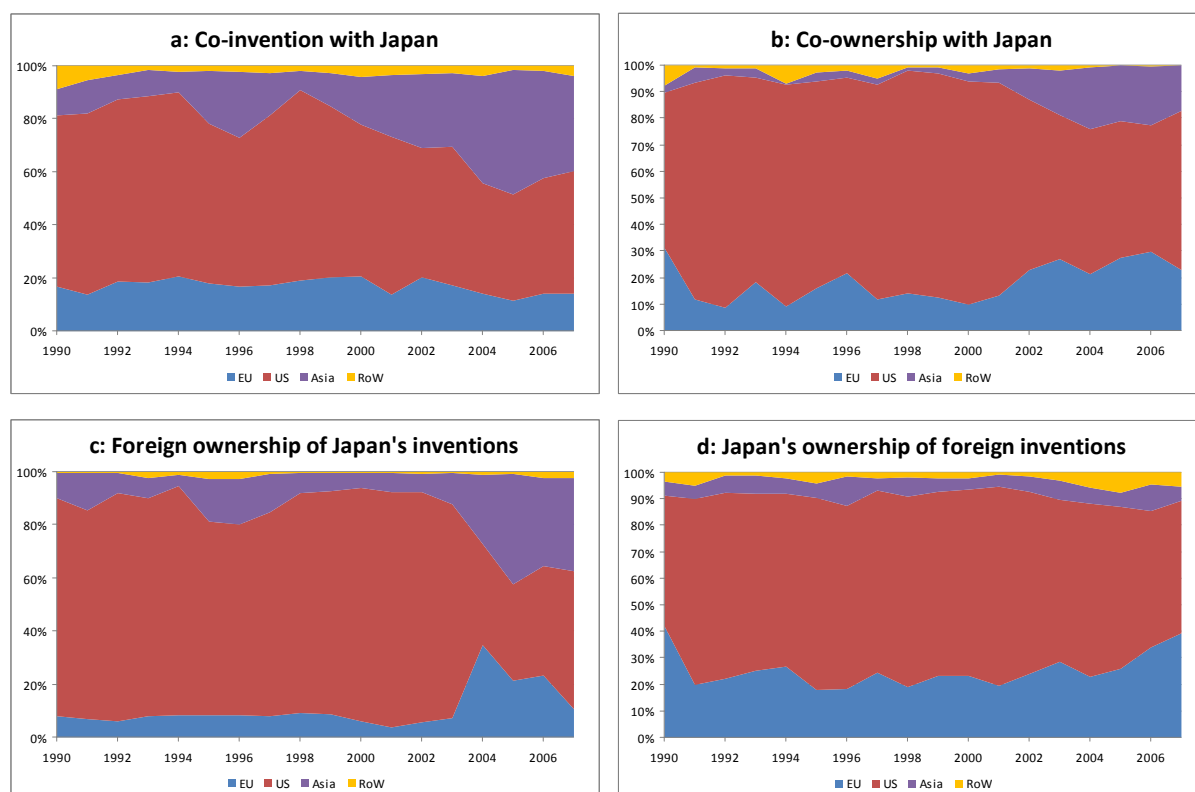 a: Co-invention with Japan
100%
80%
60%
40%
20%
0%
1990 1992 1994 1996 1998 2000 2002 2004 2006
EU US Asia RoW
b: Co-ownership with Japan
100%
90%
80%
70%
60%
50%
40%
30%
20%
10%
0%
1990 1992 1994 1996 1998 2000 2002 2004 2006
EU US Asia RoW
c: Foreign ownership of Japan's inventions
100%
80%
60%
40%
20%
0%
1990 1992 1994 1996 1998 2000 2002 2004 2006
EU US Asia RoW
d: Japan's ownership of foreign inventions
100%
90%
80%
70%
60%
50%
40%
30%
20%
10%
0%
1990 1992 1994 1996 1998 2000 2002 2004 2006
EU US Asia RoW